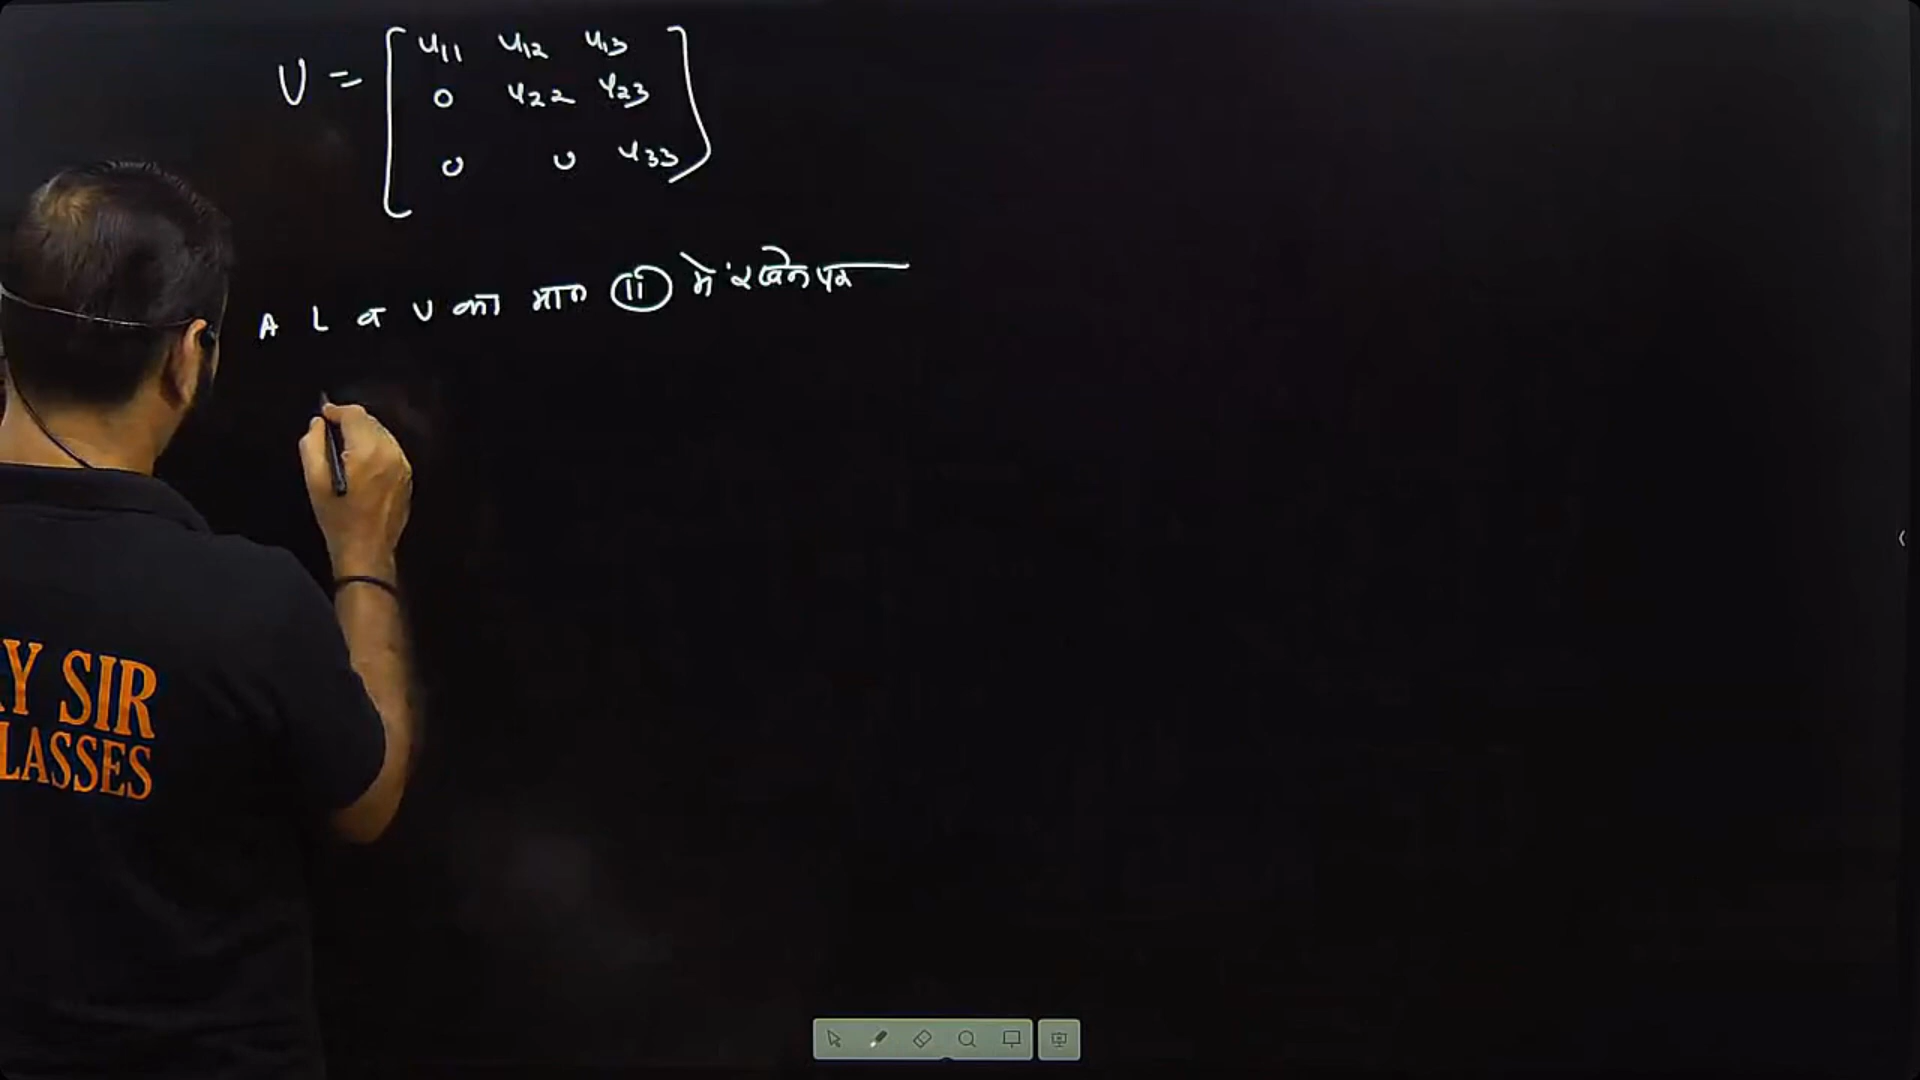 U = [ u11 u12 u13
0 u22 u23
0 0 u33 ]
A L व U का मान (ii) में रखने पर
Y SIR
LASSES